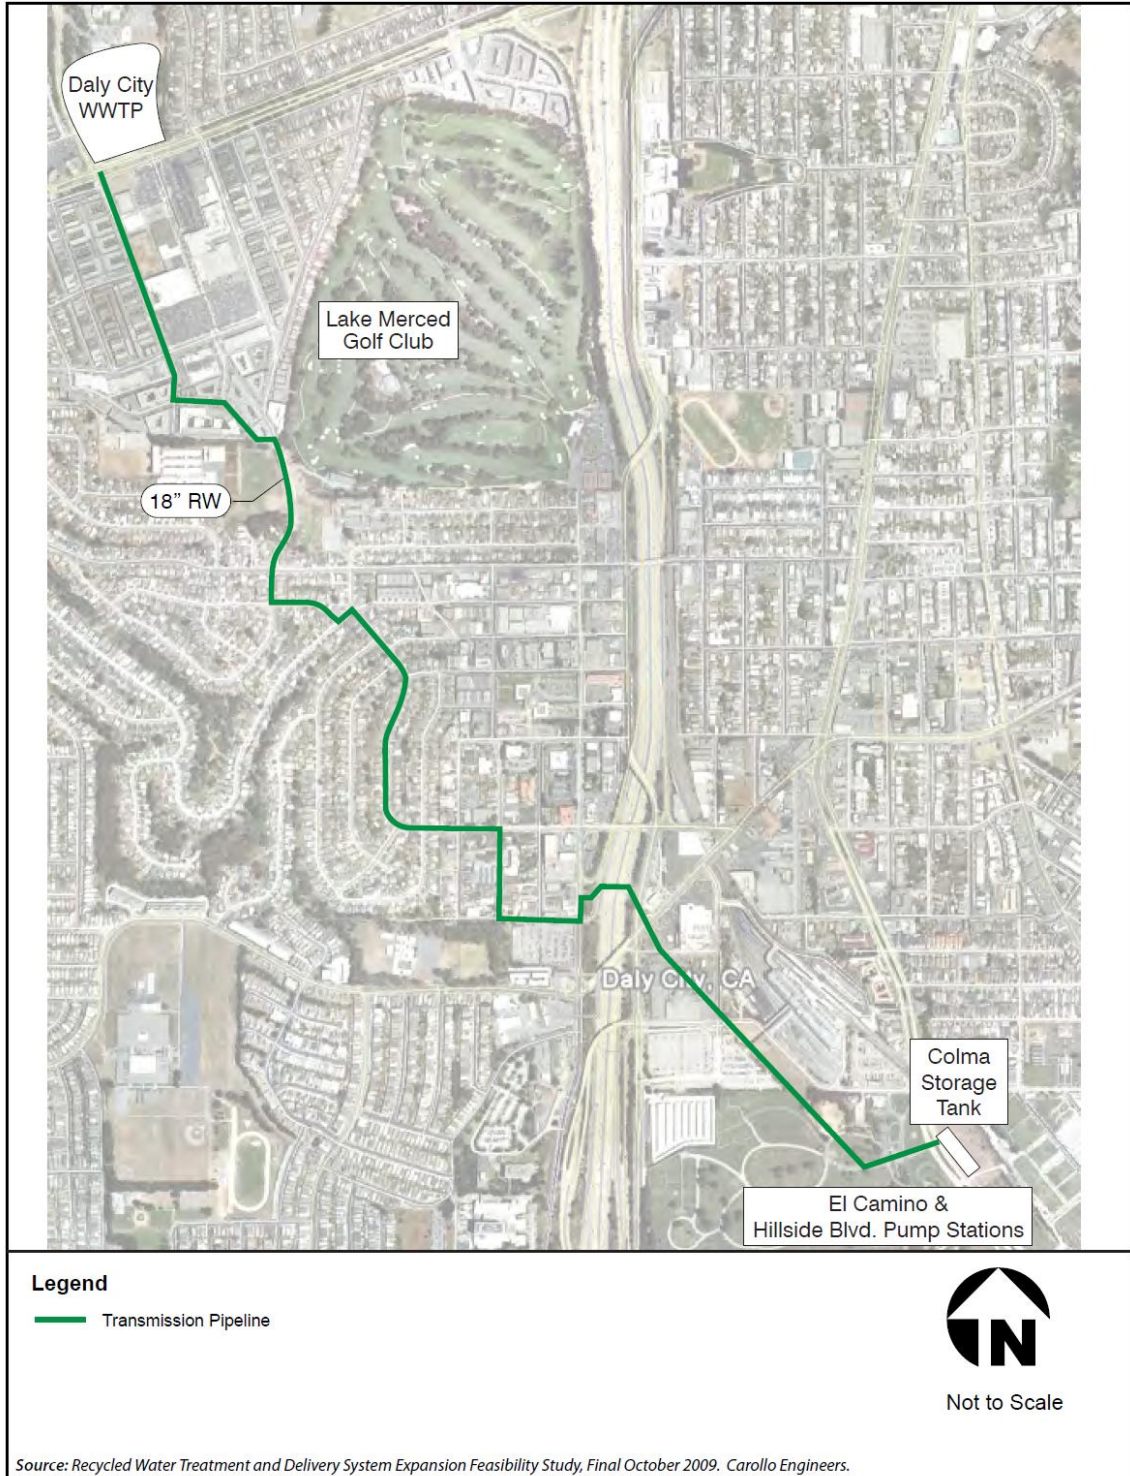 Daly City
WWTP
Lake Merced
Golf Club
18” RW
Daly City, CA
Colma
Storage
Tank
El Camino &
Hillside Blvd. Pump Stations
Legend
Transmission Pipeline
N
Not to Scale
Source: Recycled Water Treatment and Delivery System Expansion Feasibility Study, Final October 2009. Carollo Engineers.